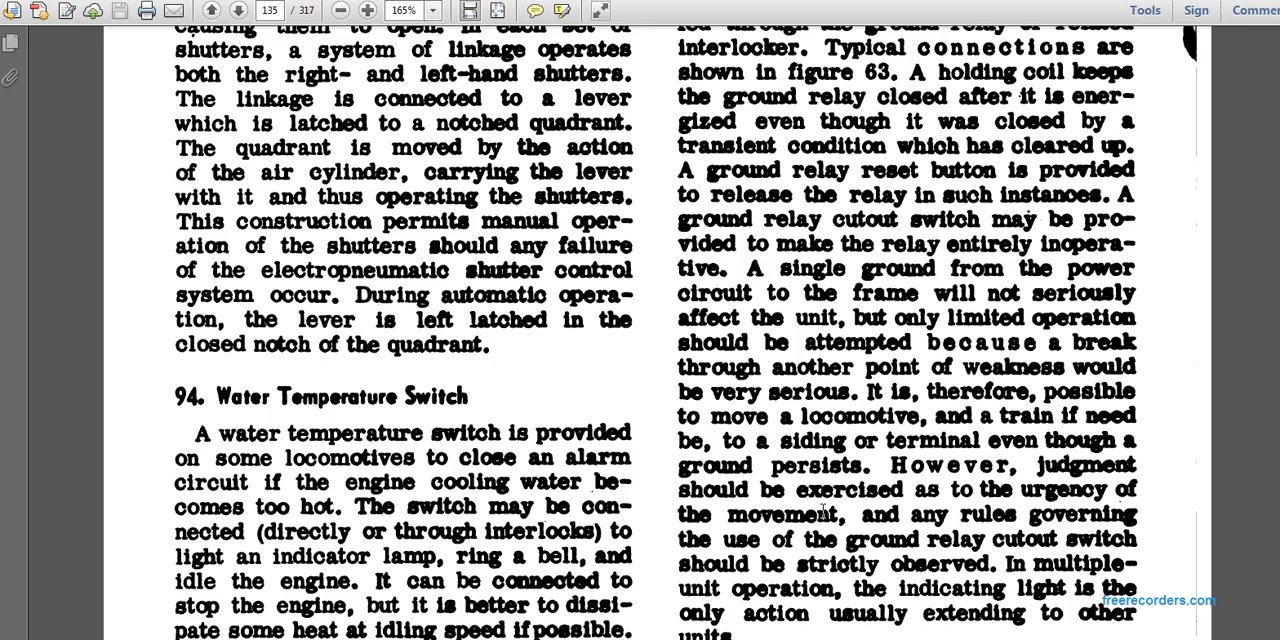 135 / 317
165%
Tools
Sign
Commer
causing them to open. In each set of
shutters, a system of linkage operates
both the right- and left-hand shutters.
The linkage is connected to a lever
which is latched to a notched quadrant.
The quadrant is moved by the action
of the air cylinder, carrying the lever
with it and thus operating the shutters.
This construction permits manual oper-
ation of the shutters should any failure
of the electropneumatic shutter control
system occur. During automatic opera-
tion, the lever is left latched in the
closed notch of the quadrant.
94. Water Temperature Switch
A water temperature switch is provided
on some locomotives to close an alarm
circuit if the engine cooling water be-
comes too hot. The switch may be con-
nected (directly or through interlocks) to
light an indicator lamp, ring a bell, and
idle the engine. It can be connected to
stop the engine, but it is better to dissi-
pate some heat at idling speed if possible.
through the ground relay or
interlocker. Typical connections are
shown in figure 63. A holding coil keeps
the ground relay closed after it is ener-
gized even though it was closed by a
transient condition which has cleared up.
A ground relay reset button is provided
to release the relay in such instances. A
ground relay cutout switch may be pro-
vided to make the relay entirely inopera-
tive. A single ground from the power
circuit to the frame will not seriously
affect the unit, but only limited operation
should be attempted because a break
through another point of weakness would
be very serious. It is, therefore, possible
to move a locomotive, and a train if need
be, to a siding or terminal even though a
ground persists. However, judgment
should be exercised as to the urgency of
the movement, and any rules governing
the use of the ground relay cutout switch
should be strictly observed. In multiple-
unit operation, the indicating light is the
only action usually extending to other
units.
freerecorders.com